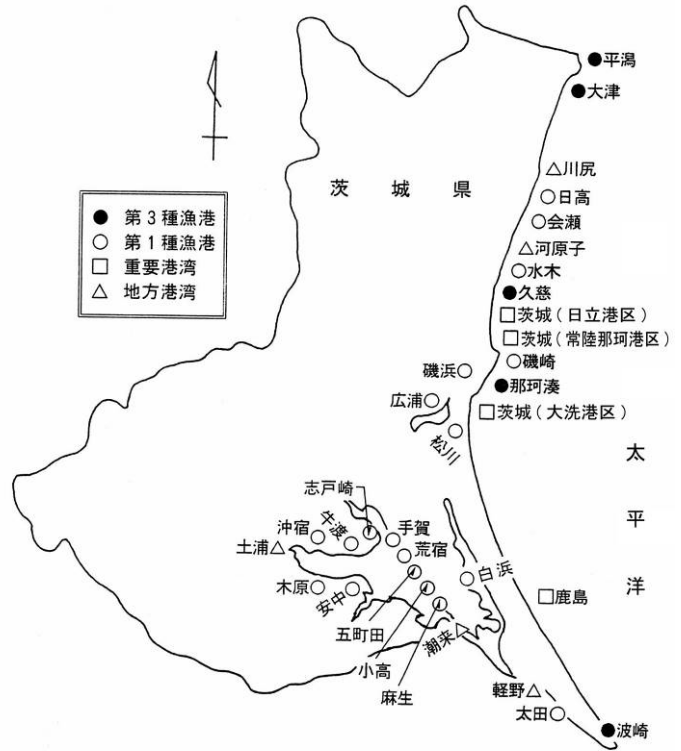 平潟
大津
茨城県
川尻
日高
会瀬
河原子
水木
久慈
茨城(日立港区)
茨城(常陸那珂港区)
磯崎
那珂湊
茨城(大洗港区)
第3種漁港
第1種漁港
重要港湾
地方港湾
磯浜
広浦
松川
太平洋
志戸崎
牛渡
沖宿
土浦
手賀
荒宿
白浜
木原
安中
五町田
小高
麻生
潮来
鹿島
軽野
太田
波崎